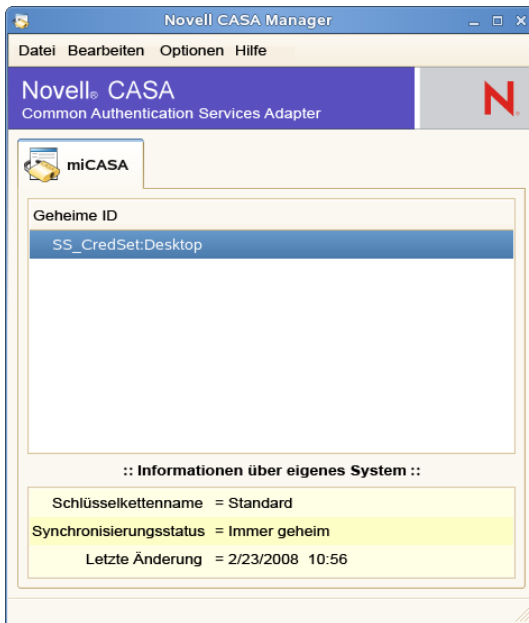 Novell CASA Manager
Datei Bearbeiten Optionen Hilfe
Novell® CASA
Common Authentication Services Adapter
N®
miCASA
Geheime ID
SS_CredSet:Desktop
:: Informationen über eigenes System ::
Schlüsselkettenname = Standard
Synchronisierungsstatus = Immer geheim
Letzte Änderung = 2/23/2008 10:56